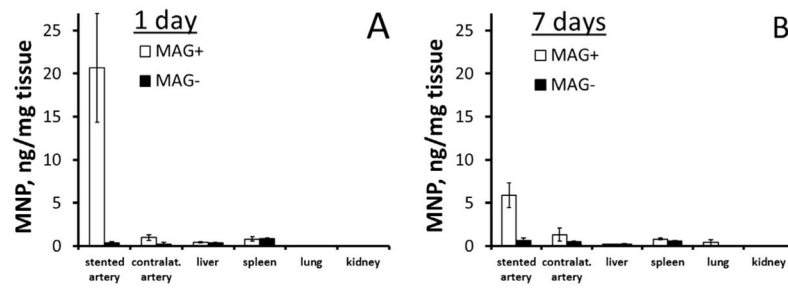 1 day
A
MAG+
MAG-
MNP, ng/mg tissue
25
20
15
10
5
0
stented
artery
contralat.
artery
liver
spleen
lung
kidney
7 days
B
MAG+
MAG-
MNP, ng/mg tissue
25
20
15
10
5
0
stented
artery
contralat.
artery
liver
spleen
lung
kidney